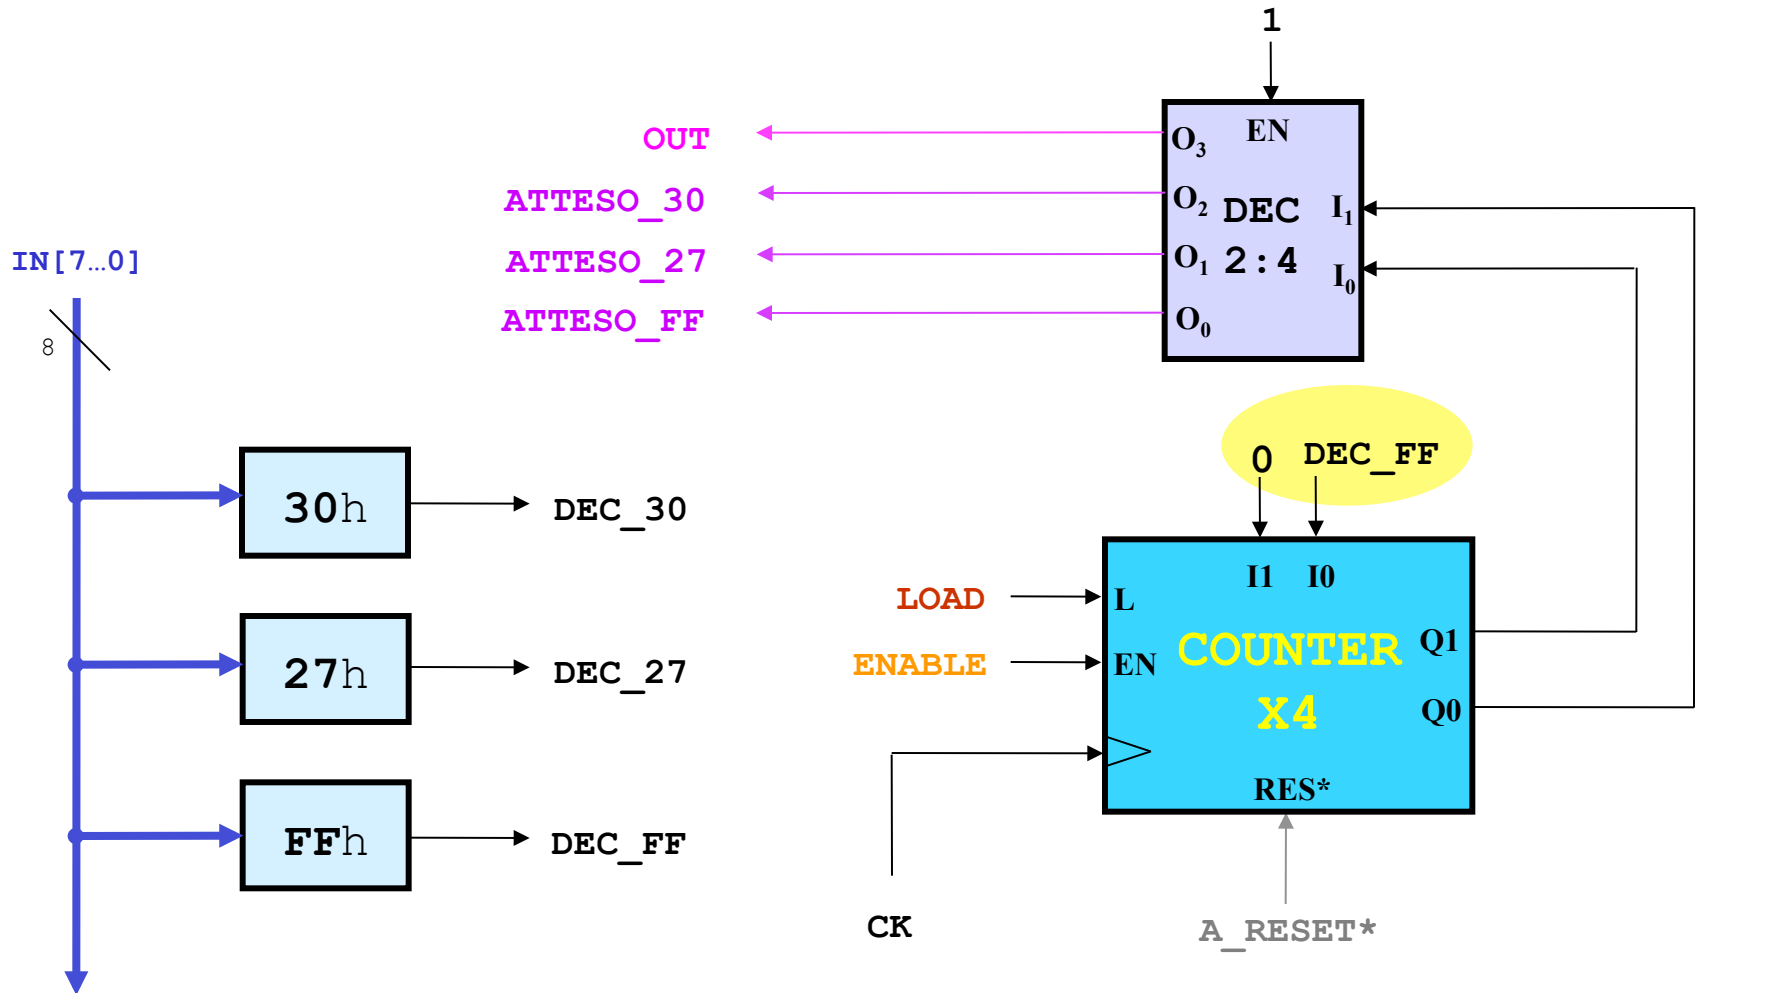 1
OUT
O3
EN
ATTESO_30
O2
DEC
I1
ATTESO_27
O1
2:4
I0
ATTESO_FF
O0
IN[7…0]
8
30h
DEC_30
27h
DEC_27
FFh
DEC_FF
0
DEC_FF
I1
I0
LOAD
L
ENABLE
EN
COUNTER
X4
Q1
Q0
RES*
CK
A_RESET*